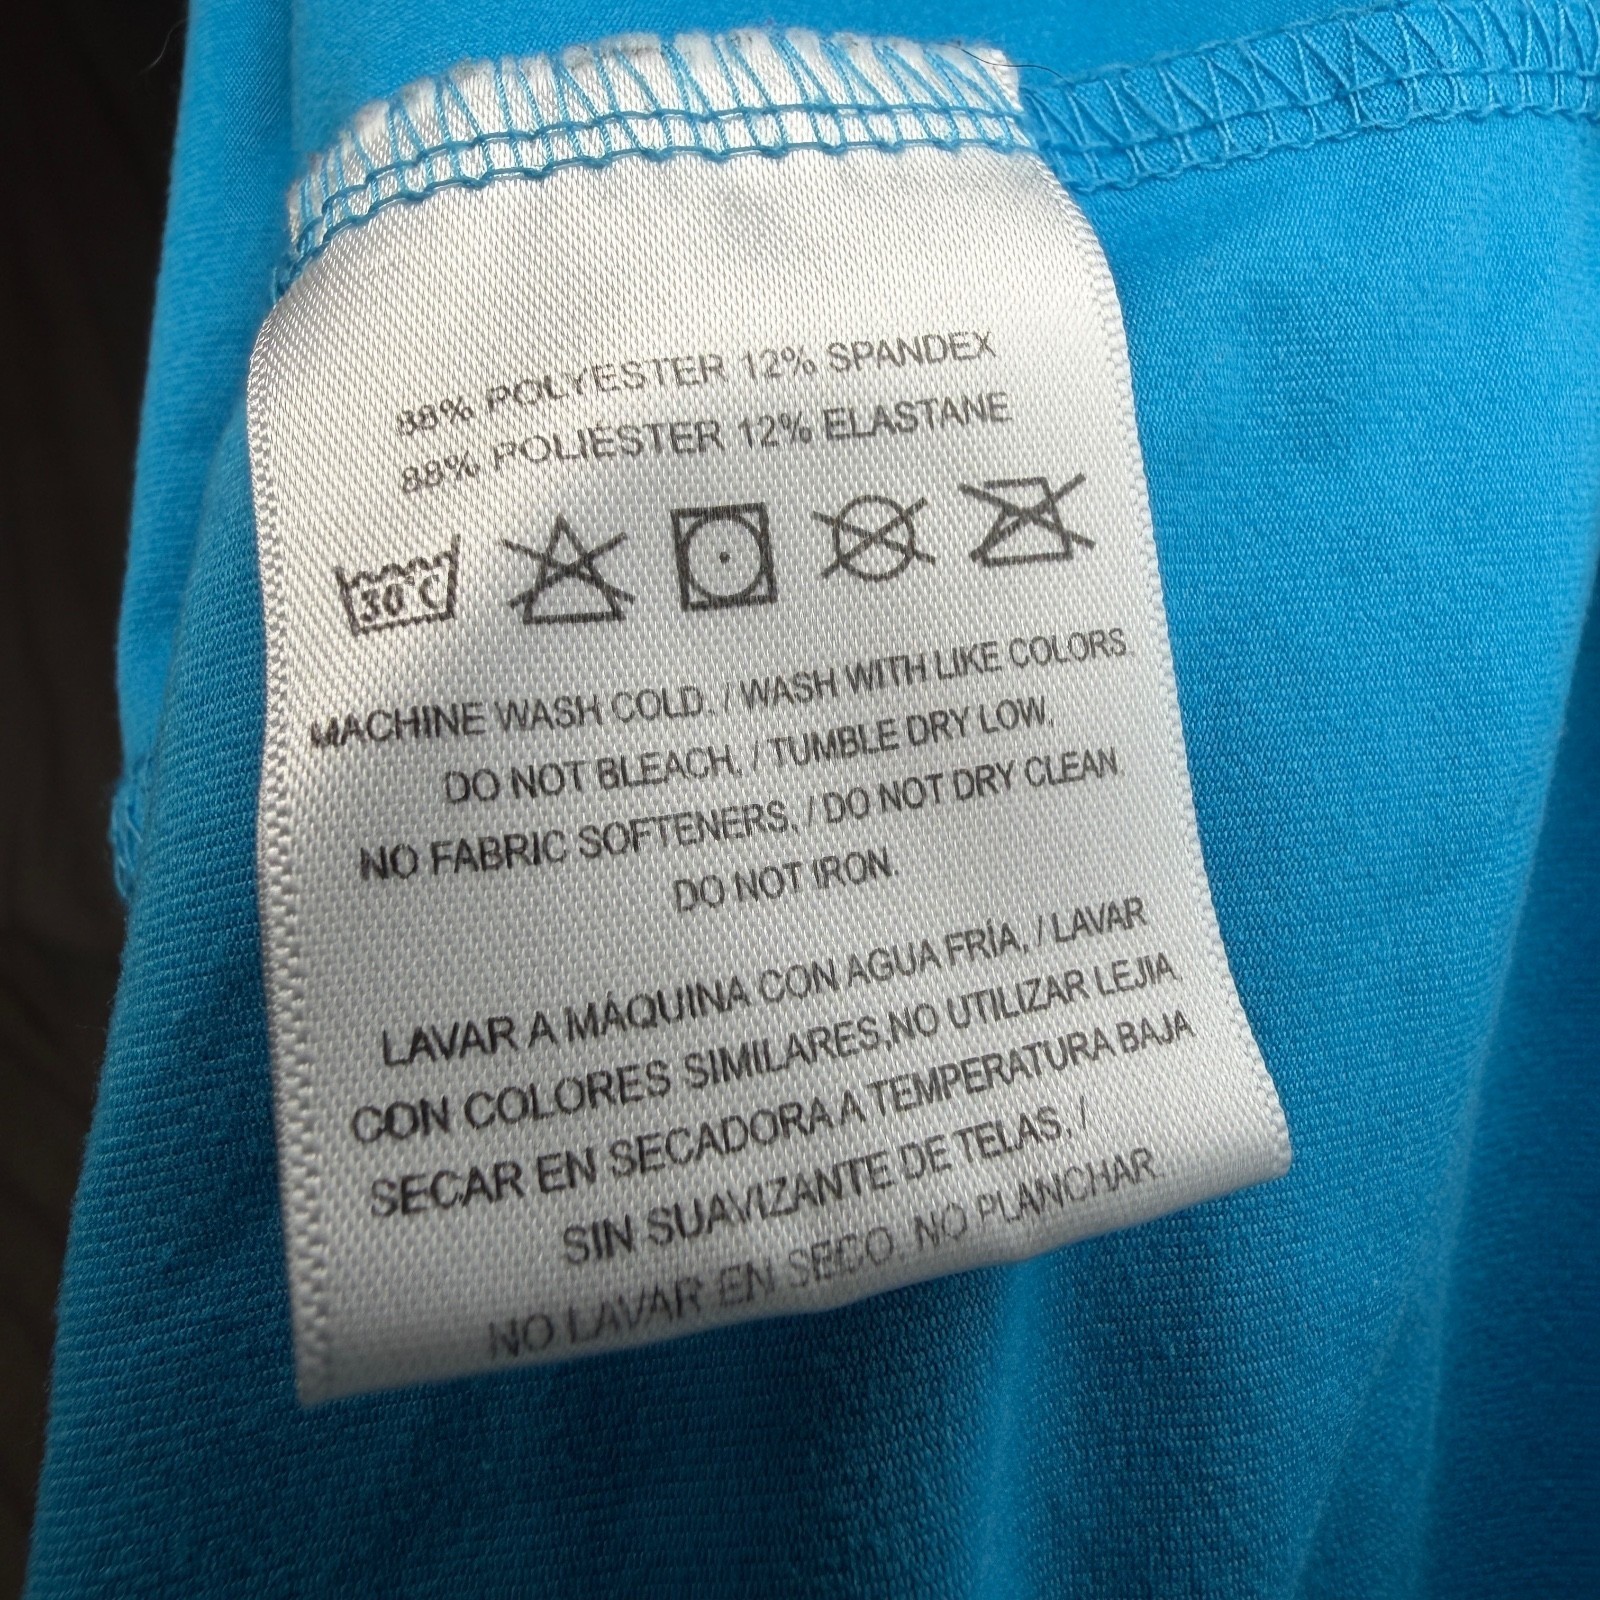 88% POLYESTER 12% SPANDEX
88% POLIESTER 12% ELASTANE
30°C
MACHINE WASH COLD. / WASH WITH LIKE COLORS.
DO NOT BLEACH. / TUMBLE DRY LOW.
NO FABRIC SOFTENERS. / DO NOT DRY CLEAN.
DO NOT IRON.
LAVAR A MÁQUINA CON AGUA FRÍA, / LAVAR
CON COLORES SIMILARES,NO UTILIZAR LEJIA.
SECAR EN SECADORA A TEMPERATURA BAJA
SIN SUAVIZANTE DE TELAS, /
NO LAVAR EN SECO. NO PLANCHAR.